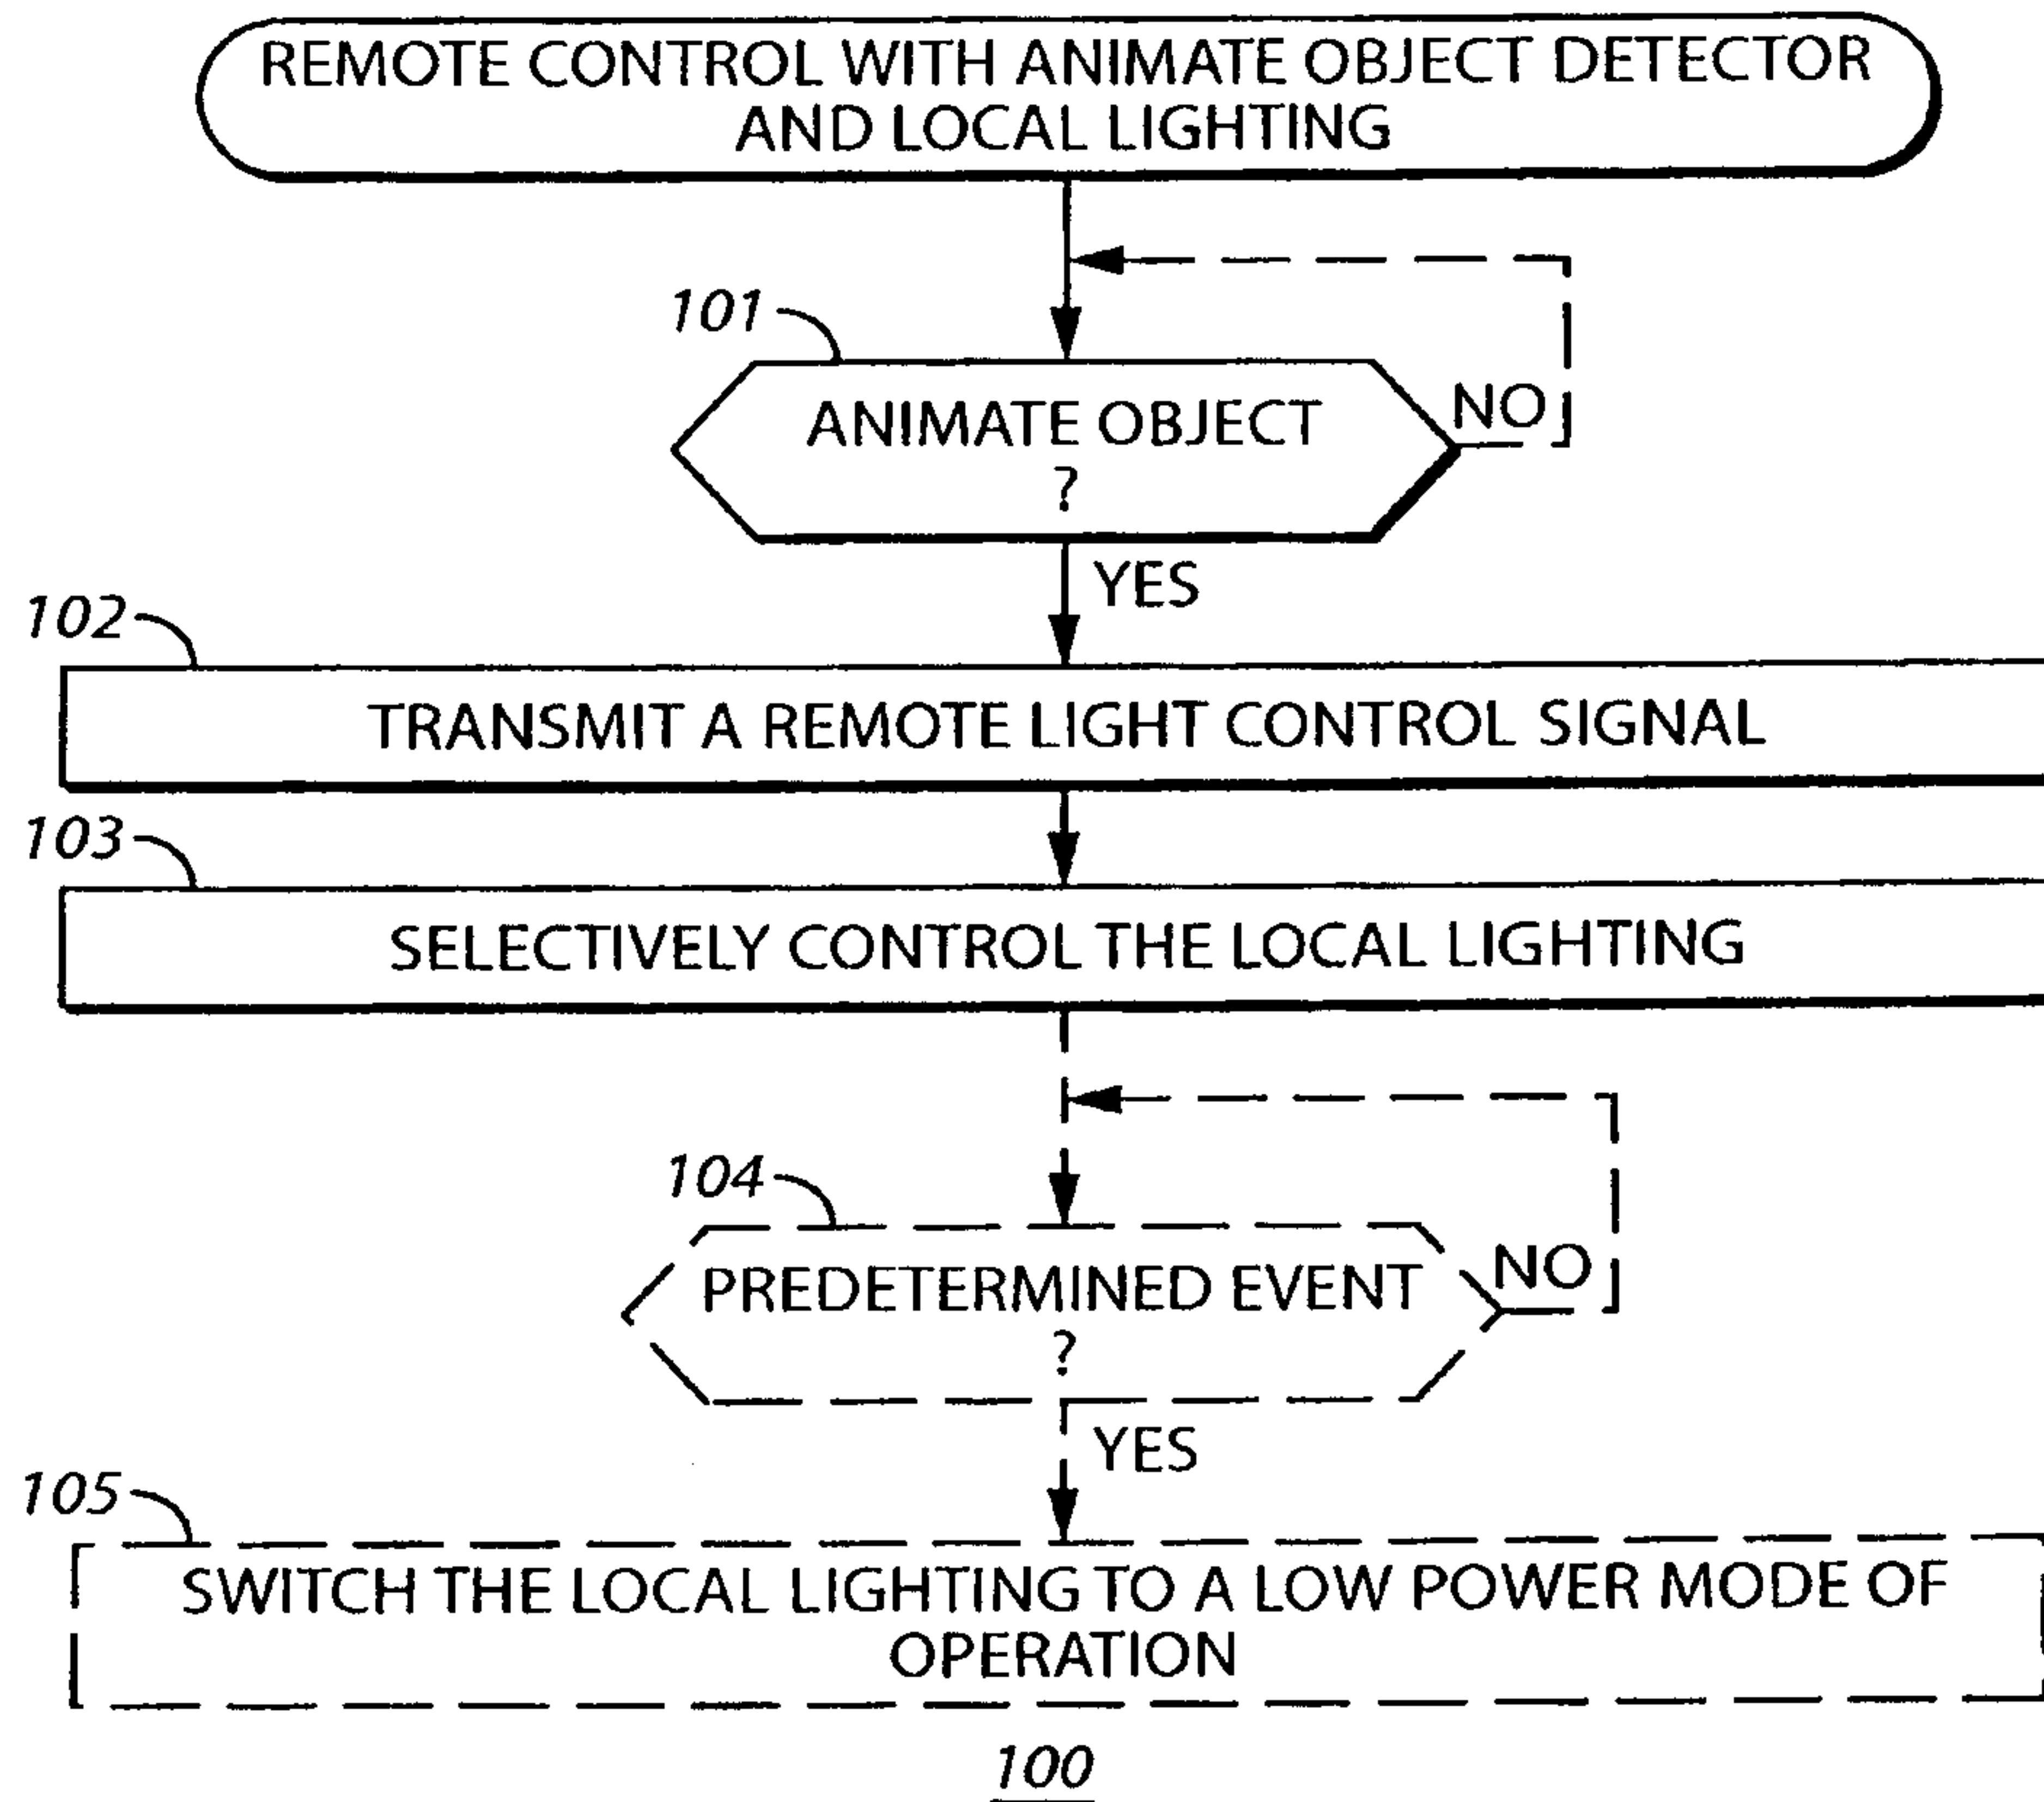 REMOTE CONTROL WITH ANIMATE OBJECT DETECTOR
AND LOCAL LIGHTING
101
ANIMATE OBJECT
?
NO
YES
102
TRANSMIT A REMOTE LIGHT CONTROL SIGNAL
103
SELECTIVELY CONTROL THE LOCAL LIGHTING
104
PREDETERMINED EVENT
?
NO
YES
105
SWITCH THE LOCAL LIGHTING TO A LOW POWER MODE OF
OPERATION
100